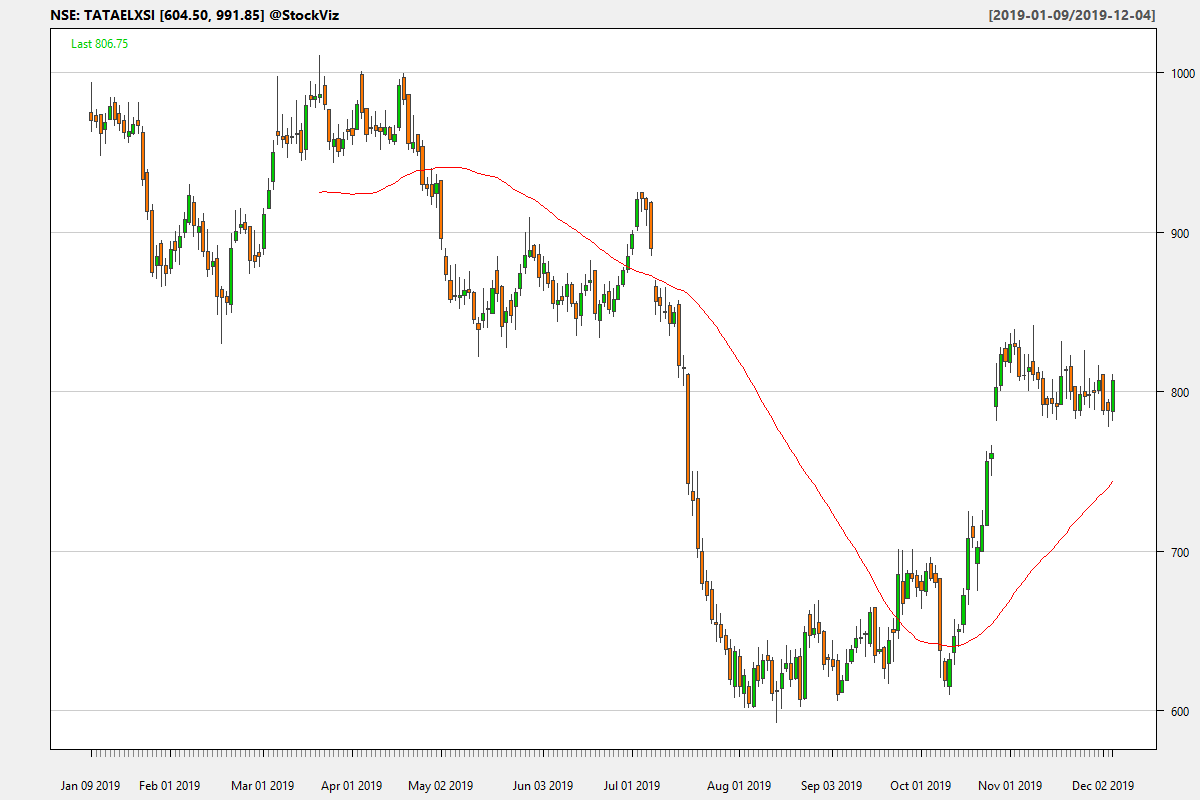 NSE: TATAELXSI [604.50, 991.85] @StockViz [2019-01-09/2019-12-04]
Last 806.75
1000
900
800
700
600
Jan 09 2019 Feb 01 2019 Mar 01 2019 Apr 01 2019 May 02 2019 Jun 03 2019 Jul 01 2019 Aug 01 2019 Sep 03 2019 Oct 01 2019 Nov 01 2019 Dec 02 2019